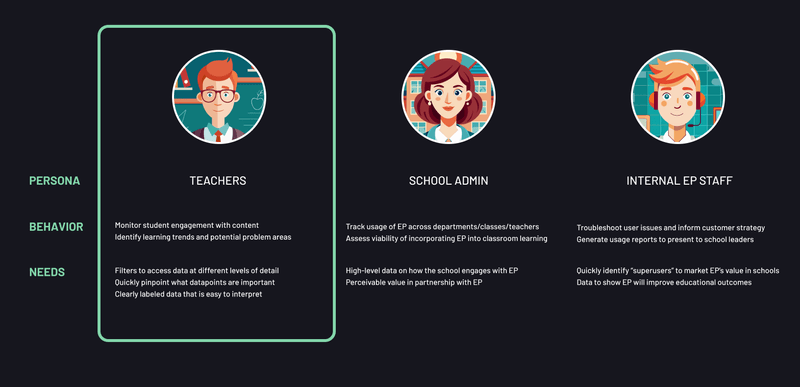 PERSONA
TEACHERS
SCHOOL ADMIN
INTERNAL EP STAFF
BEHAVIOR
Monitor student engagement with content
Identify learning trends and potential problem areas
Track usage of EP across departments/classes/teachers
Assess viability of incorporating EP into classroom learning
Troubleshoot user issues and inform customer strategy
Generate usage reports to present to school leaders
NEEDS
Filters to access data at different levels of detail
Quickly pinpoint what datapoints are important
Clearly labeled data that is easy to interpret
High-level data on how the school engages with EP
Perceivable value in partnership with EP
Quickly identify "superusers" to market EP's value in schools
Data to show EP will improve educational outcomes